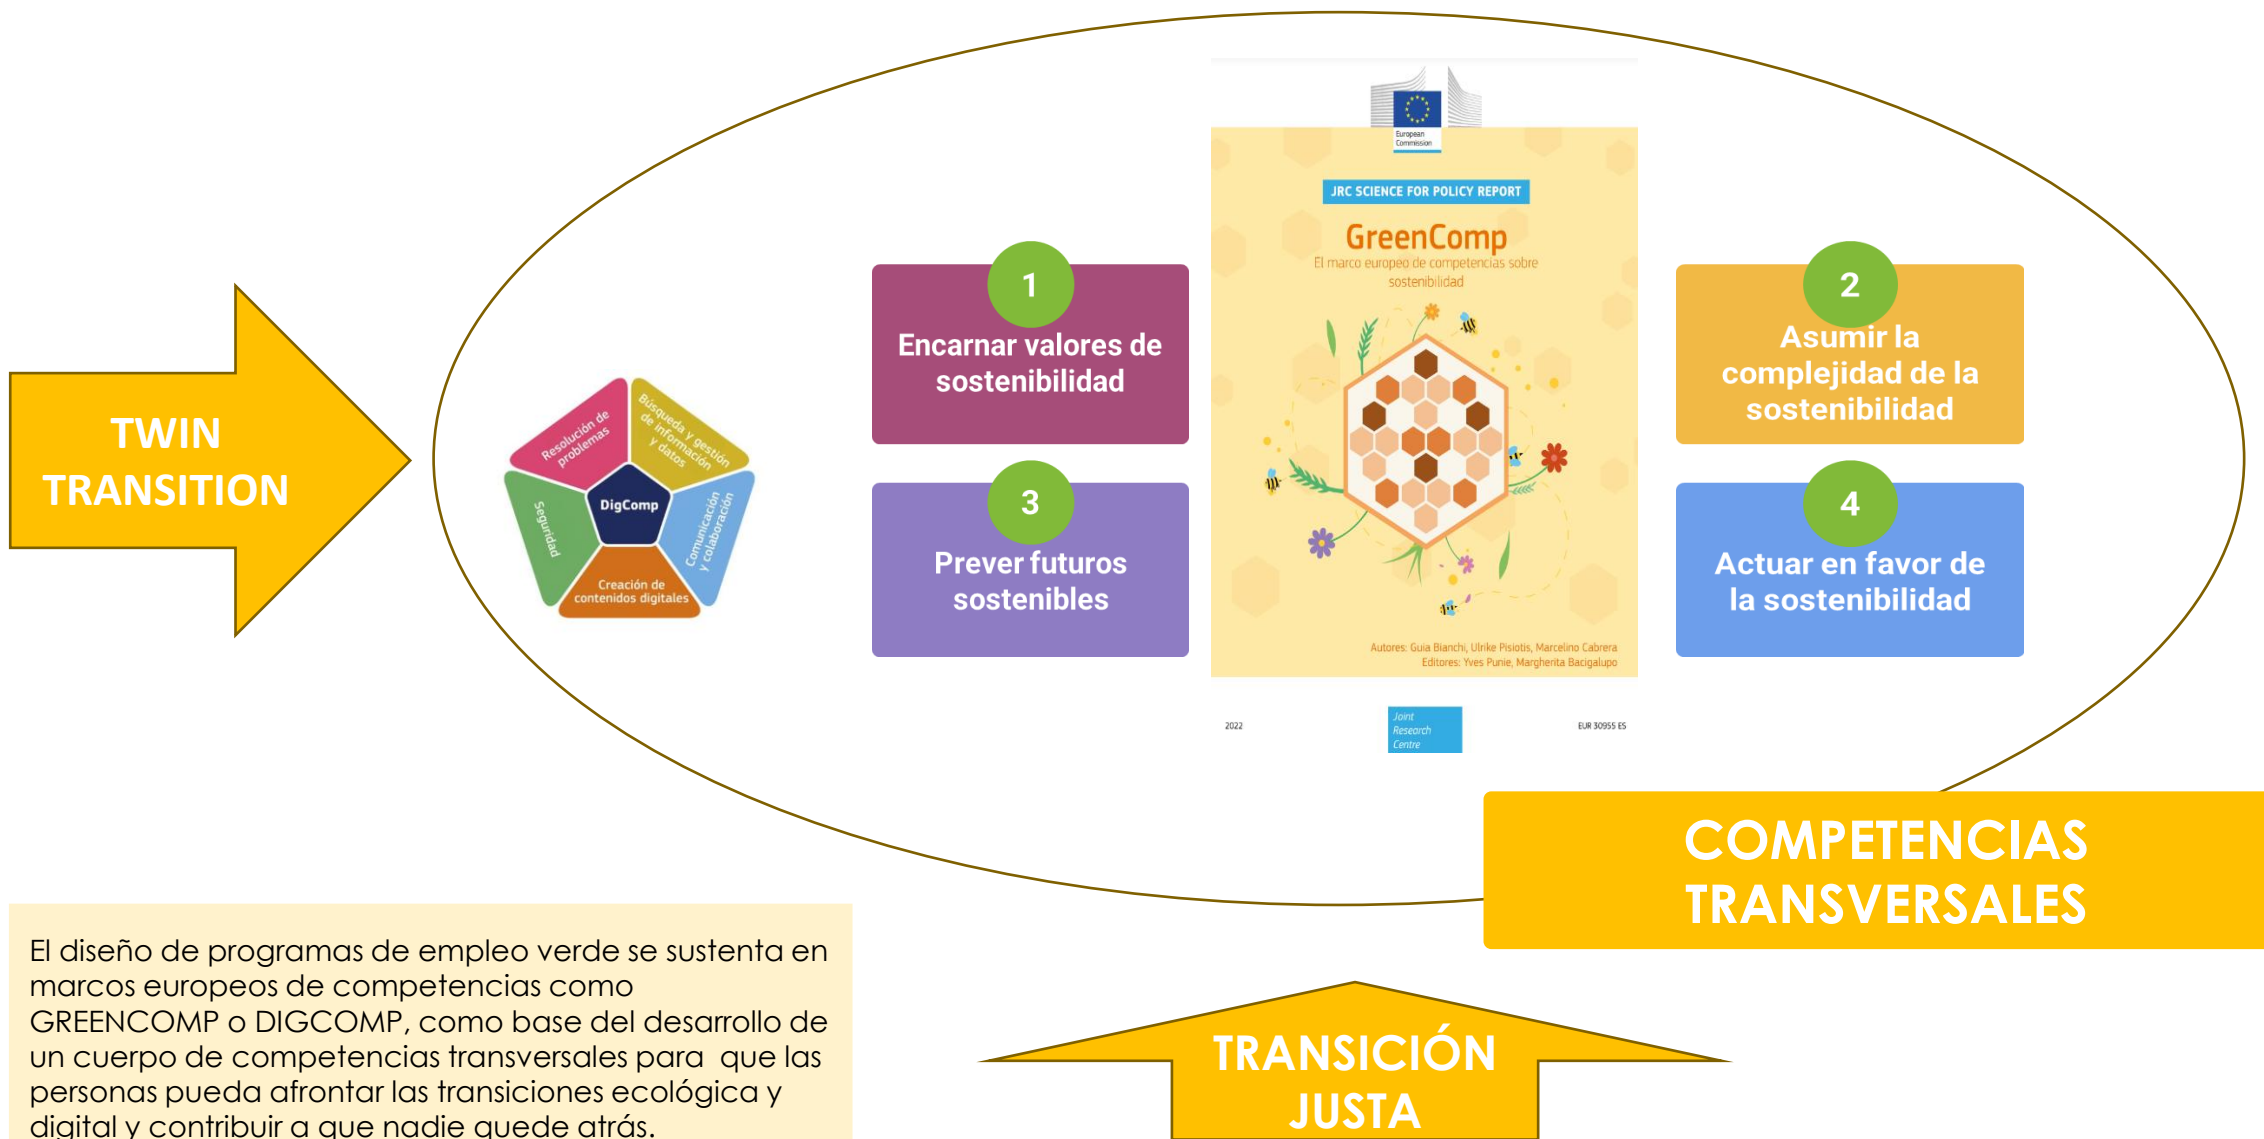 TWIN
TRANSITION
Resolución de
problemas
Búsqueda y gestión
de información
y datos
DigComp
Seguridad
Comunicación
y colaboración
Creación de
contenidos digitales
1
Encarnar valores de
sostenibilidad
3
Prever futuros
sostenibles
European
Commission
JRC SCIENCE FOR POLICY REPORT
GreenComp
El marco europeo de competencias sobre
sostenibilidad
Autores: Guia Bianchi, Ulrike Pisiotis, Marcelino Cabrera
Editores: Yves Punie, Margherita Bacigalupo
2022
Joint
Research
Centre
EUR 30955 ES
2
Asumir la
complejidad de la
sostenibilidad
4
Actuar en favor de
la sostenibilidad
COMPETENCIAS
TRANSVERSALES
El diseño de programas de empleo verde se sustenta en
marcos europeos de competencias como
GREENCOMP o DIGCOMP, como base del desarrollo de
un cuerpo de competencias transversales para  que las
personas pueda afrontar las transiciones ecológica y
digital y contribuir a que nadie quede atrás.
TRANSICIÓN
JUSTA